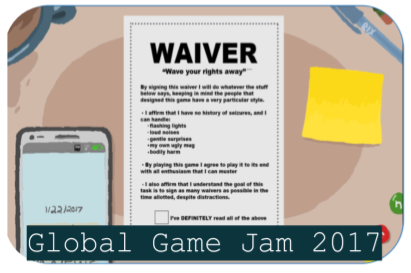 WAIVER
"Wave your rights away"
By signing this waiver I will do whatever the stuff
below says, keeping in mind the people that
designed this game have a very particular style.
- I affirm that I have no history of seizures, and I
can handle:
-flashing lights
-loud noises
-gentle surprises
-my own ugly mug
-bodily harm
- By playing this game I agree to play it to its end
with all enthusiasm that I can muster
- I also affirm that I understand the goal of this
task is to sign as many waivers as possible in the
time allotted, despite distractions.
I've DEFINITELY read all of the above
1/22/2017
Global Game Jam 2017